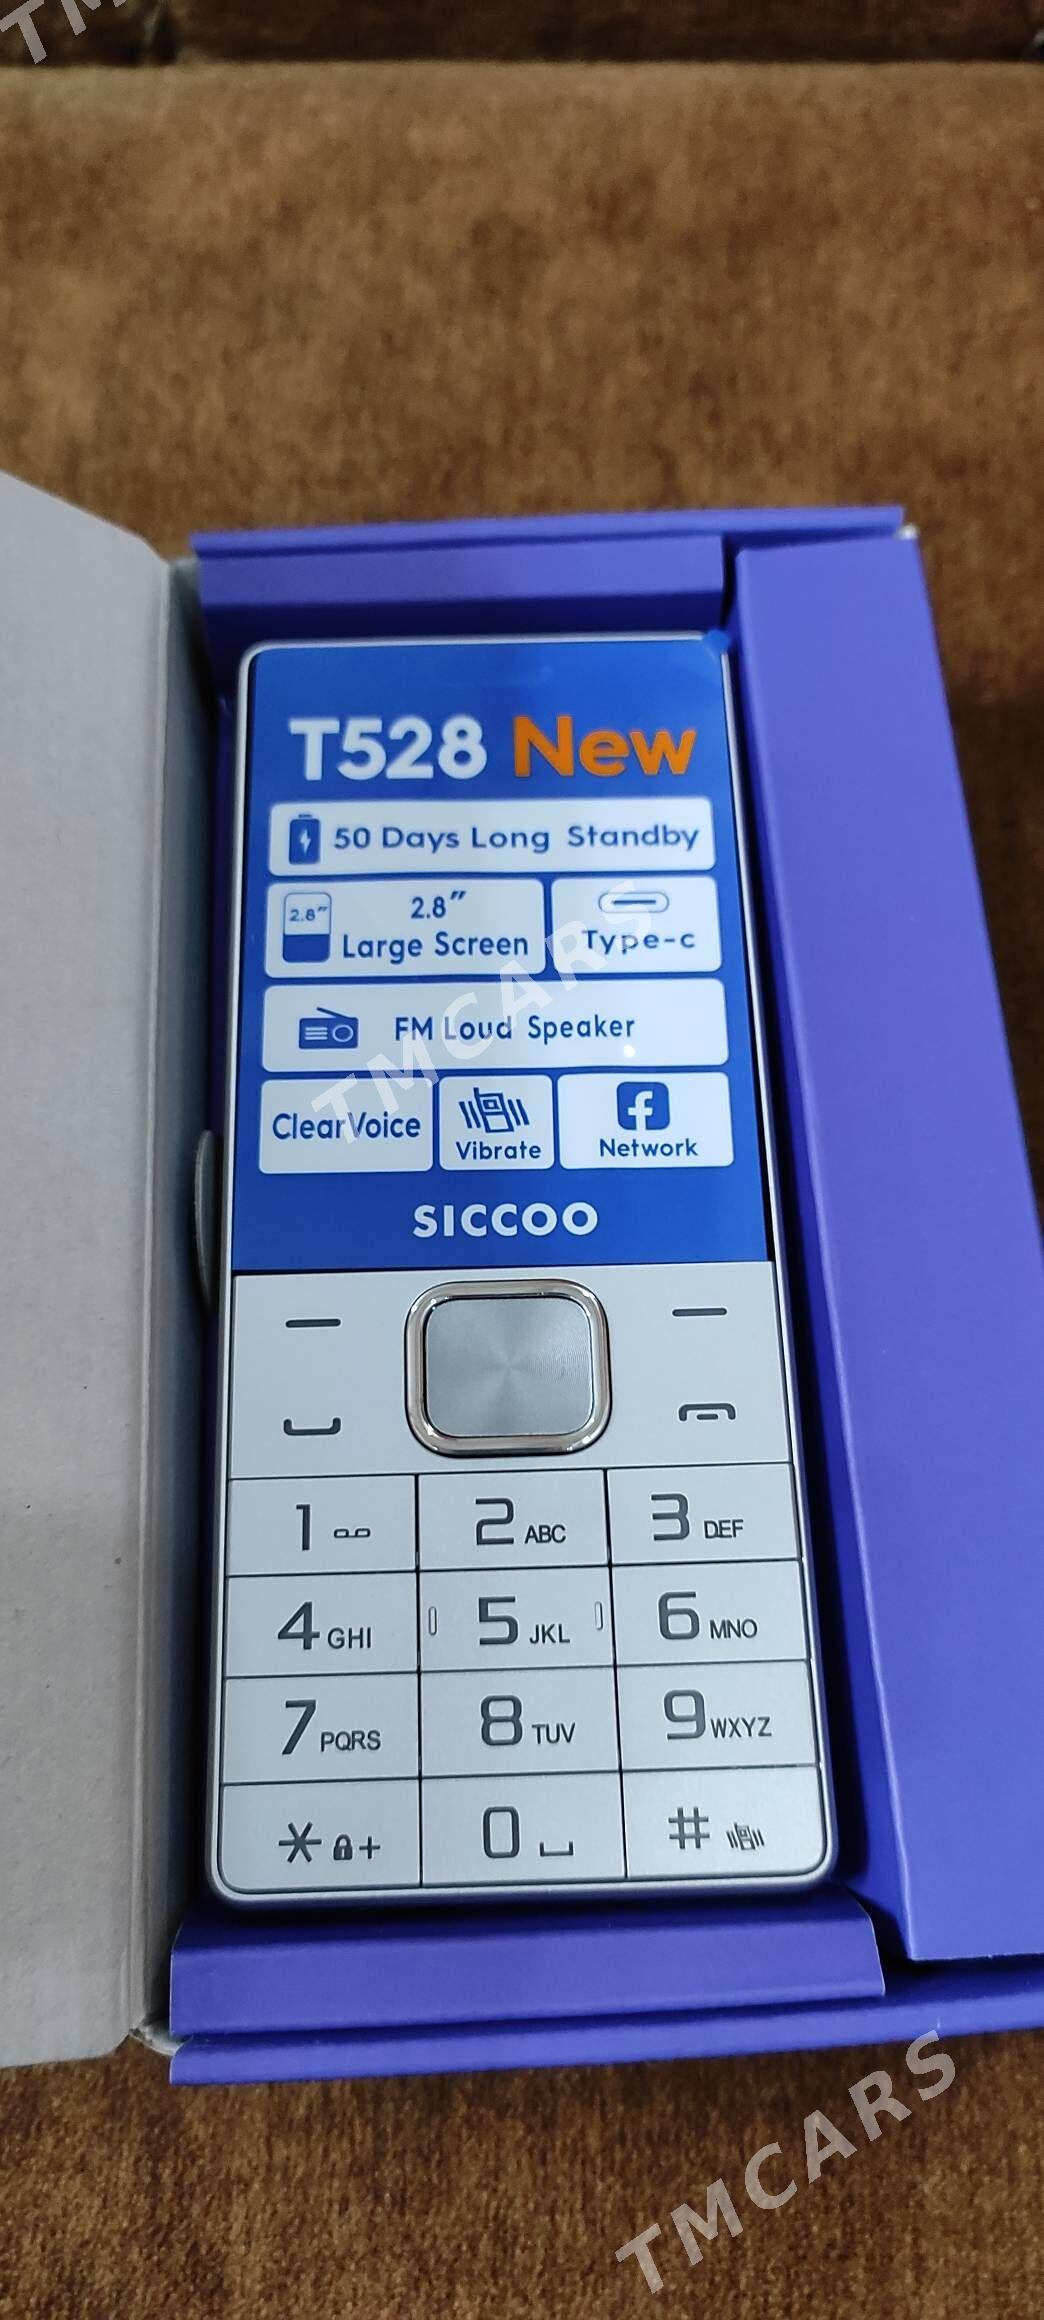 T528 New
50 Days Long Standby
2.8″
2.8″
Large Screen
Type-c
FM Loud Speaker
Clear Voice
Vibrate
f
Network
SICCOO
1
2 ABC
3 DEF
4 GHI
5 JKL
6 MNO
7 PQRS
8 TUV
9 WXYZ
* +
0
#
TMCARS
TMCARS